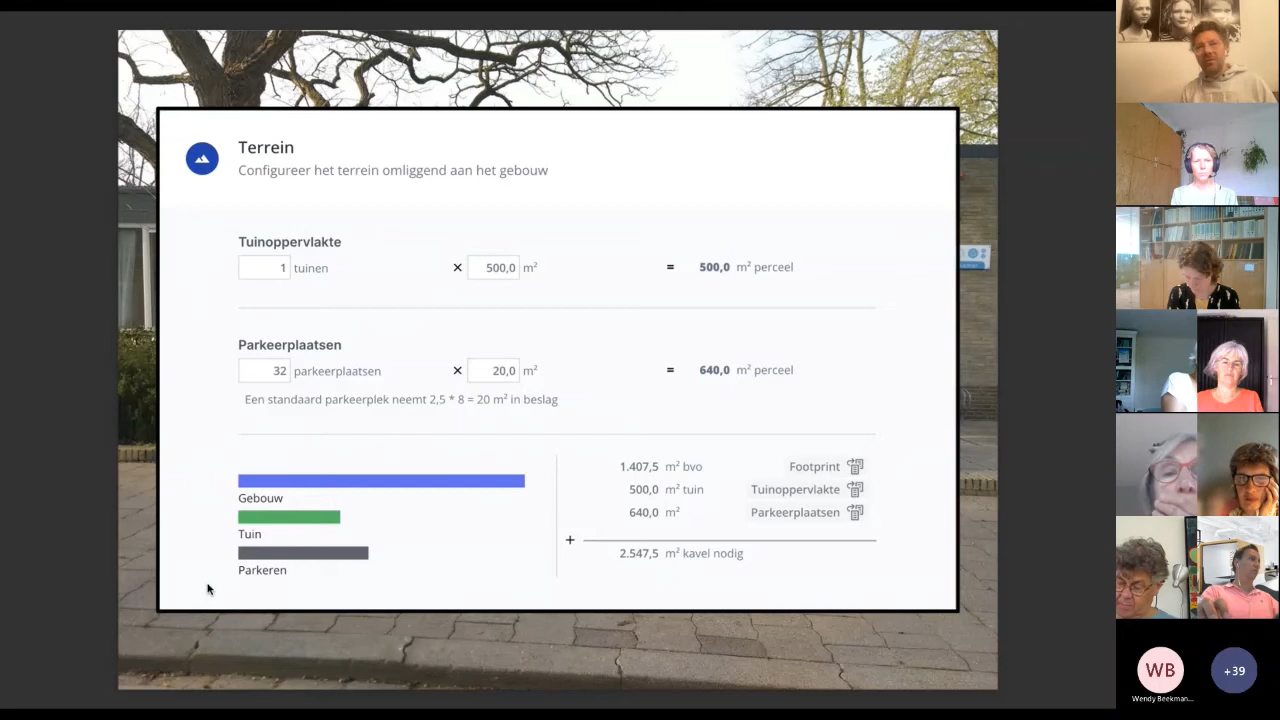 Terrein
Configureer het terrein omliggend aan het gebouw
Tuinoppervlakte
1 tuinen × 500,0 m² = 500,0 m² perceel
Parkeerplaatsen
32 parkeerplaatsen × 20,0 m² = 640,0 m² perceel
Een standaard parkeerplek neemt 2,5 * 8 = 20 m² in beslag
Gebouw
Tuin
Parkeren
1.407,5 m² bvo Footprint
500,0 m² tuin Tuinoppervlakte
640,0 m² Parkeerplaatsen
+
2.547,5 m² kavel nodig
WB
Wendy Beekman...
+39